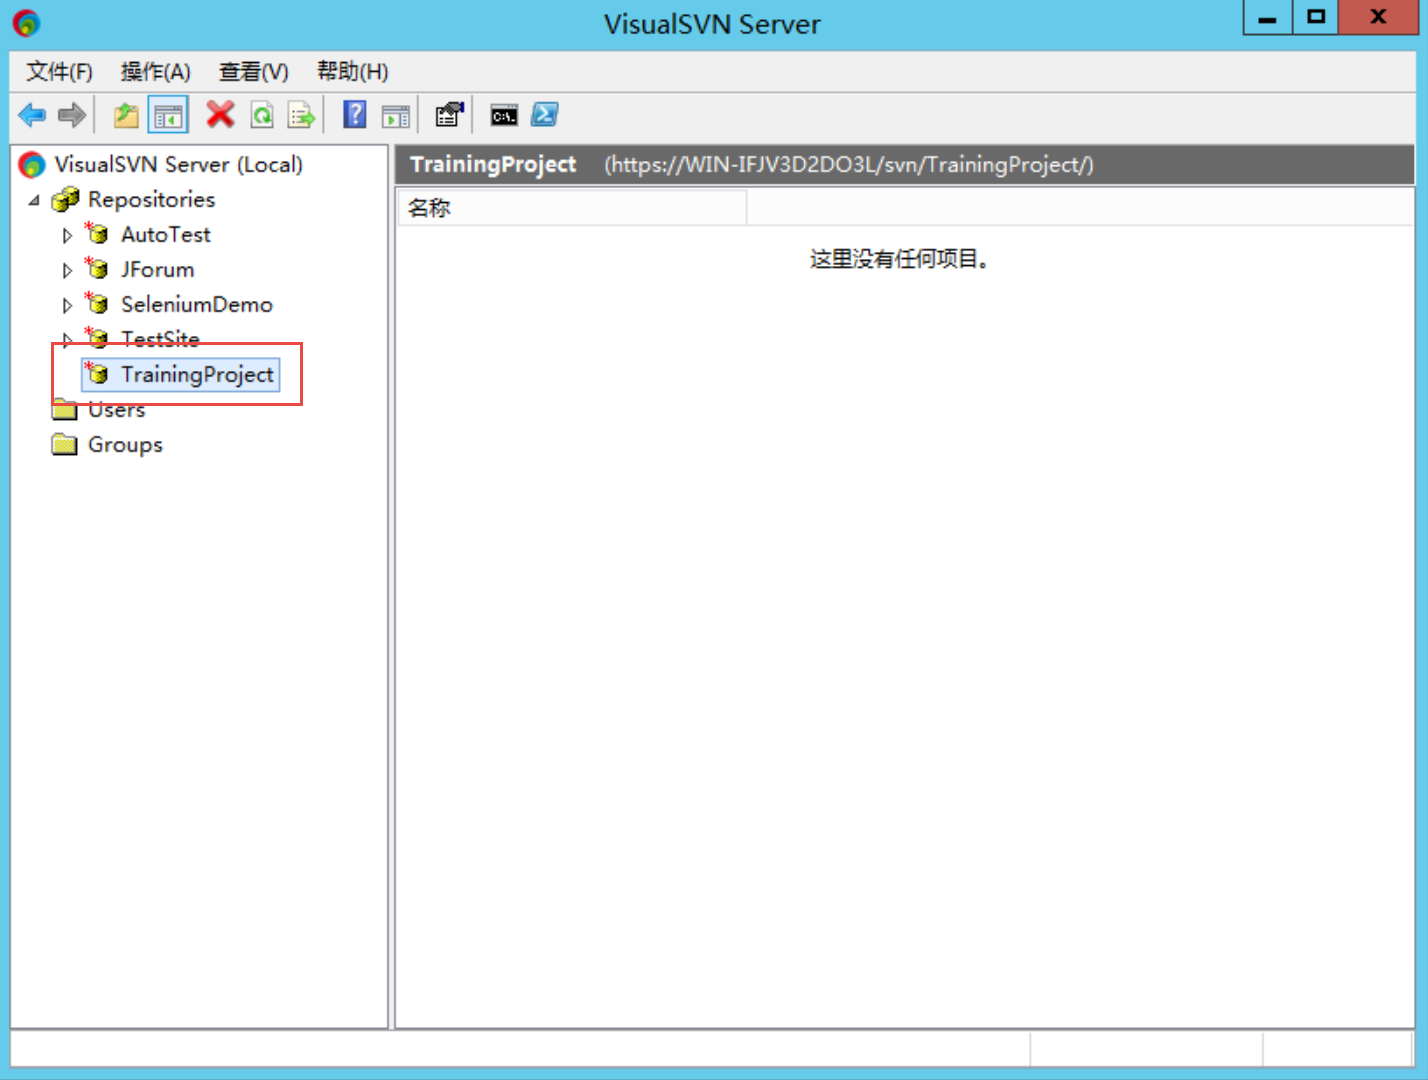 VisualSVN Server
文件(F) 操作(A) 查看(V) 帮助(H)
C:\.
VisualSVN Server (Local)
Repositories
AutoTest
JForum
SeleniumDemo
TestSite
TrainingProject
Users
Groups
TrainingProject (https://WIN-IFJV3D2DO3L/svn/TrainingProject/)
名称
这里没有任何项目。